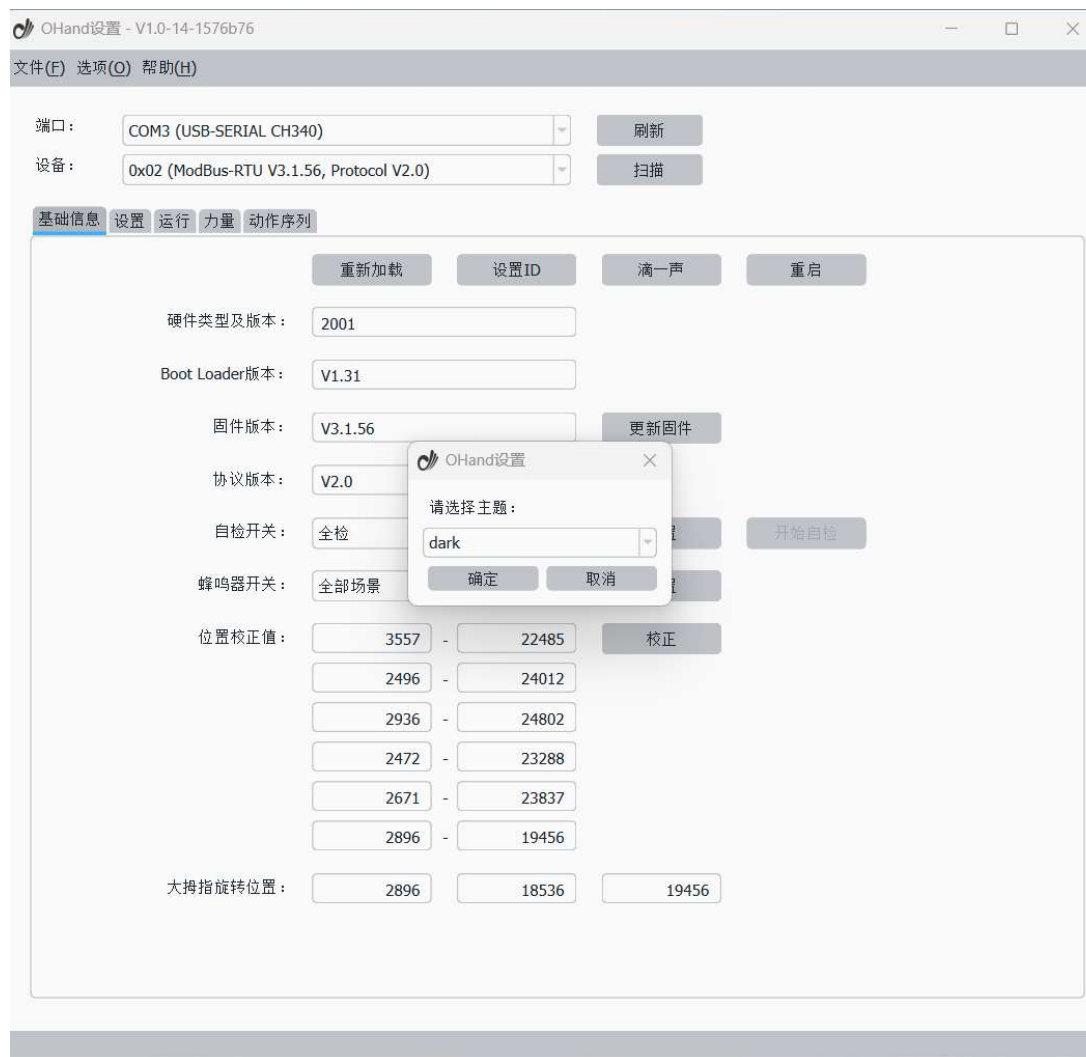 OHand设置 - V1.0-14-1576b76
文件(F) 选项(O) 帮助(H)
端口： COM3 (USB-SERIAL CH340) 刷新
设备： 0x02 (ModBus-RTU V3.1.56, Protocol V2.0) 扫描
基础信息 设置 运行 力量 动作序列
重新加载 设置ID 滴一声 重启
硬件类型及版本： 2001
Boot Loader版本： V1.31
固件版本： V3.1.56 更新固件
OHand设置
协议版本： V2.0
请选择主题：
自检开关： 全检 开始自检
dark
确定 取消
蜂鸣器开关： 全部场景
位置校正值： 3557 - 22485 校正
2496 - 24012
2936 - 24802
2472 - 23288
2671 - 23837
2896 - 19456
大拇指旋转位置： 2896 18536 19456